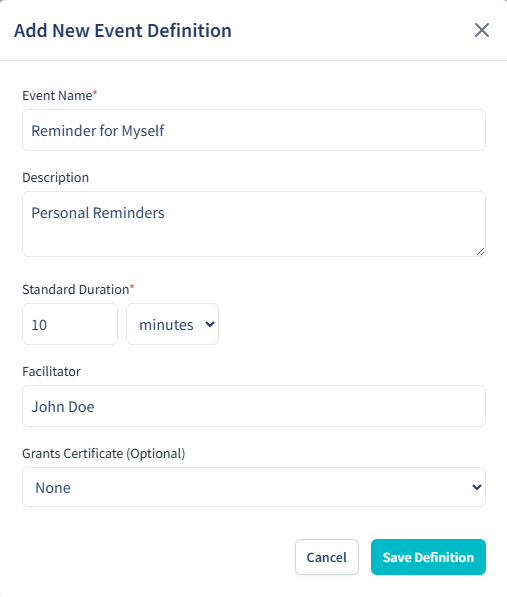 Add New Event Definition
Event Name*
Reminder for Myself
Description
Personal Reminders
Standard Duration*
10 minutes
Facilitator
John Doe
Grants Certificate (Optional)
None
Cancel Save Definition